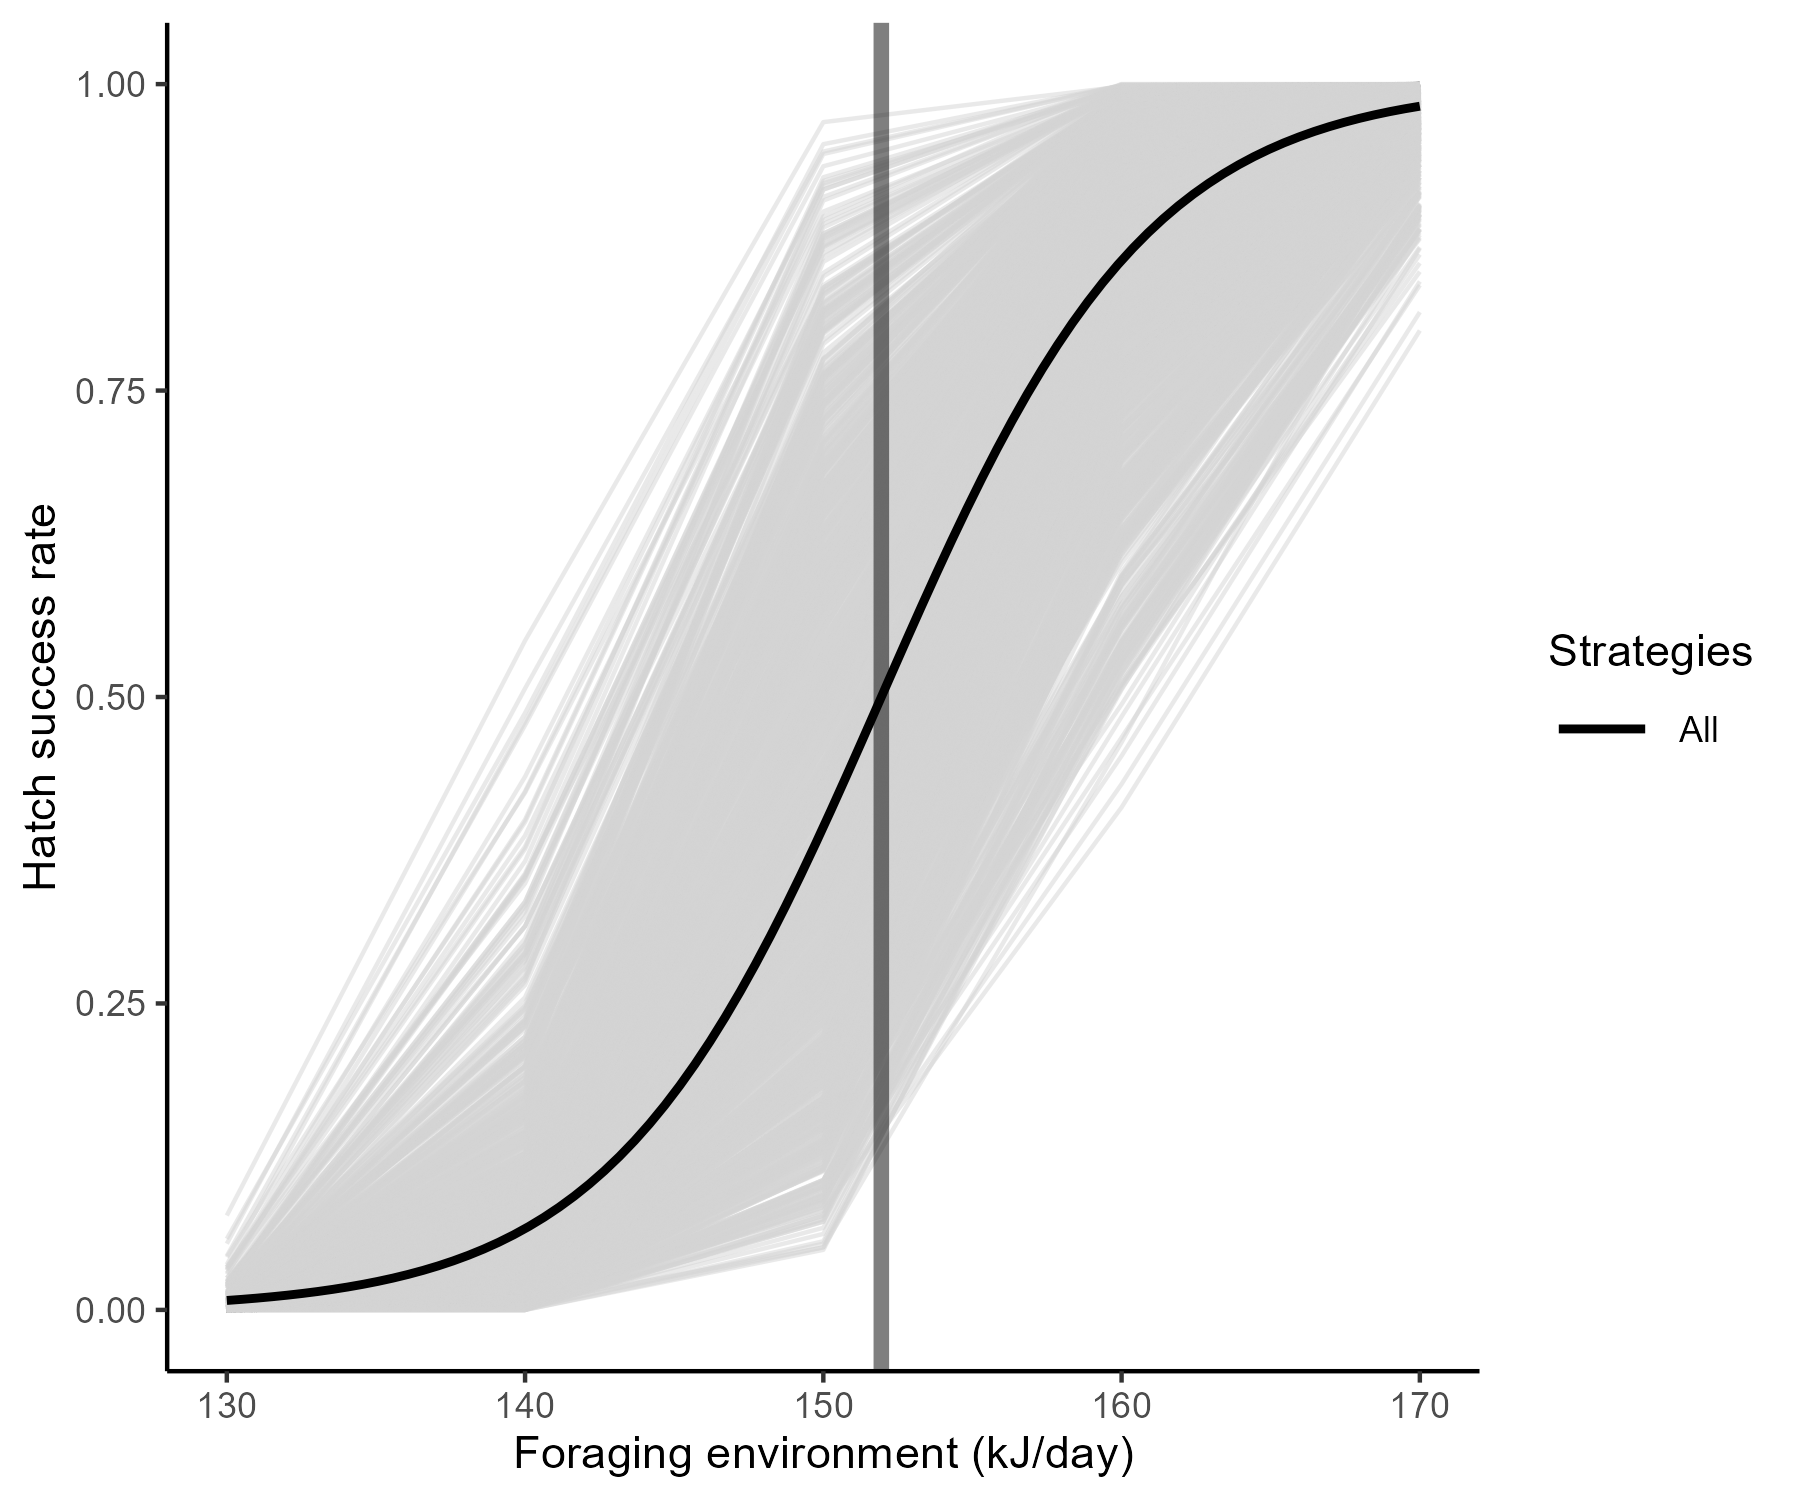 1.00
0.75
0.50
0.25
0.00
Hatch success rate
130 140 150 160 170
Foraging environment (kJ/day)
Strategies
All